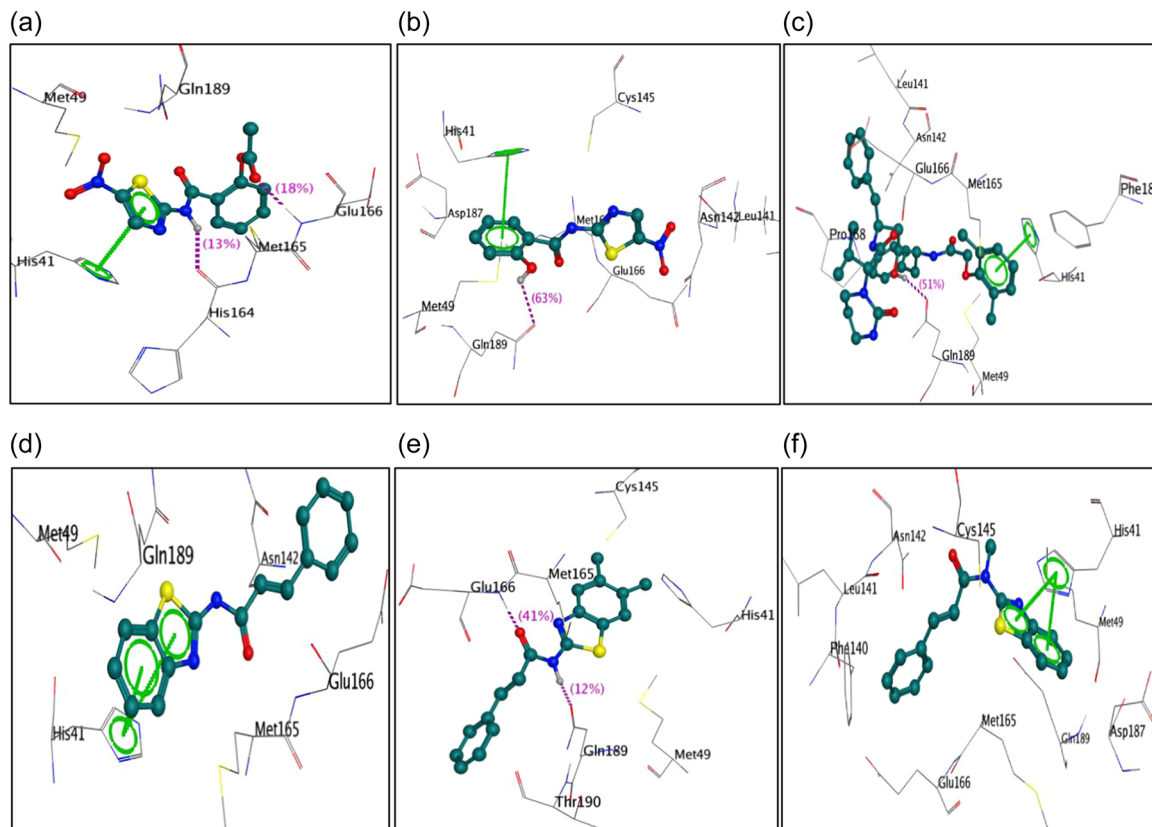 (a)
(b)
(c)
Gln189
Met49
(18%)
Glu166
(13%)
Met165
His41
His164
Cys145
His41
Asp187
Asn142
Leu141
Glu166
(63%)
Met49
Gln189
Leu141
Asn142
Glu166
Met165
Phe18
Pro168
His41
(51%)
Gln189
Met49
(d)
(e)
(f)
Met49
Gln189
Asn142
Glu166
His41
Met165
Cys145
Glu166
Met165
(41%)
His41
(12%)
Gln189
Met49
Thr190
Asn142
Cys145
His41
Leu141
Met49
Phe140
Met165
Gln189
Asp187
Glu166